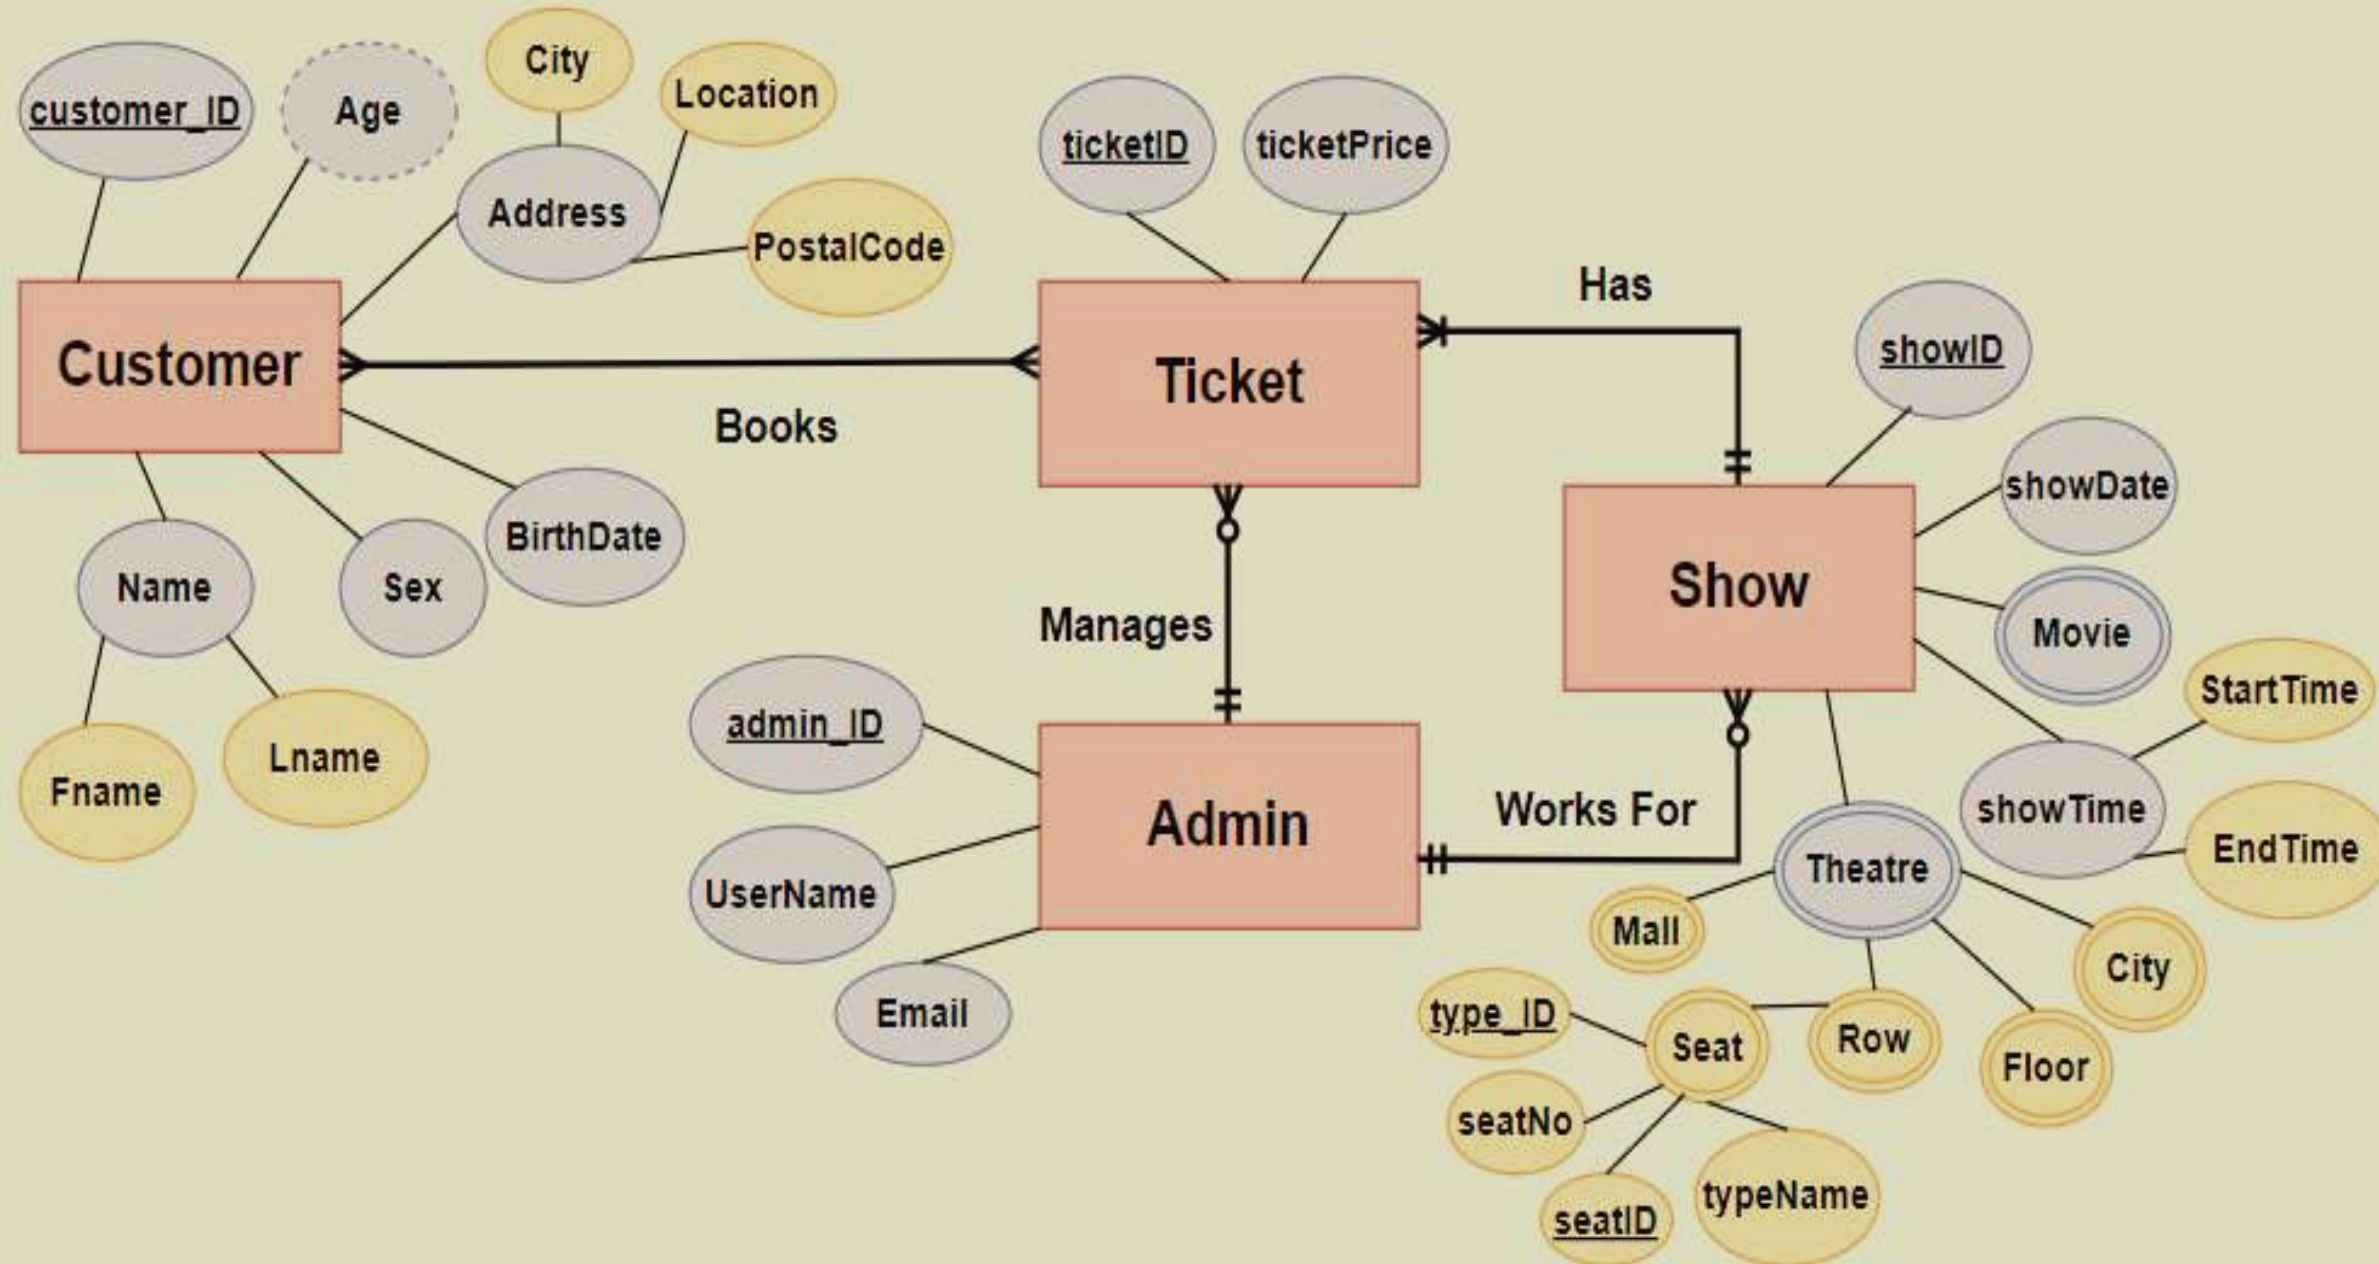 City
Location
customer_ID
Age
Address
PostalCode
ticketID
ticketPrice
Has
showID
Customer
Books
Ticket
showDate
Name
Sex
BirthDate
Manages
Show
Movie
StartTime
Fname
Lname
admin_ID
Admin
Works For
showTime
EndTime
UserName
Theatre
Mall
City
Email
type_ID
Seat
Row
Floor
seatNo
typeName
seatID